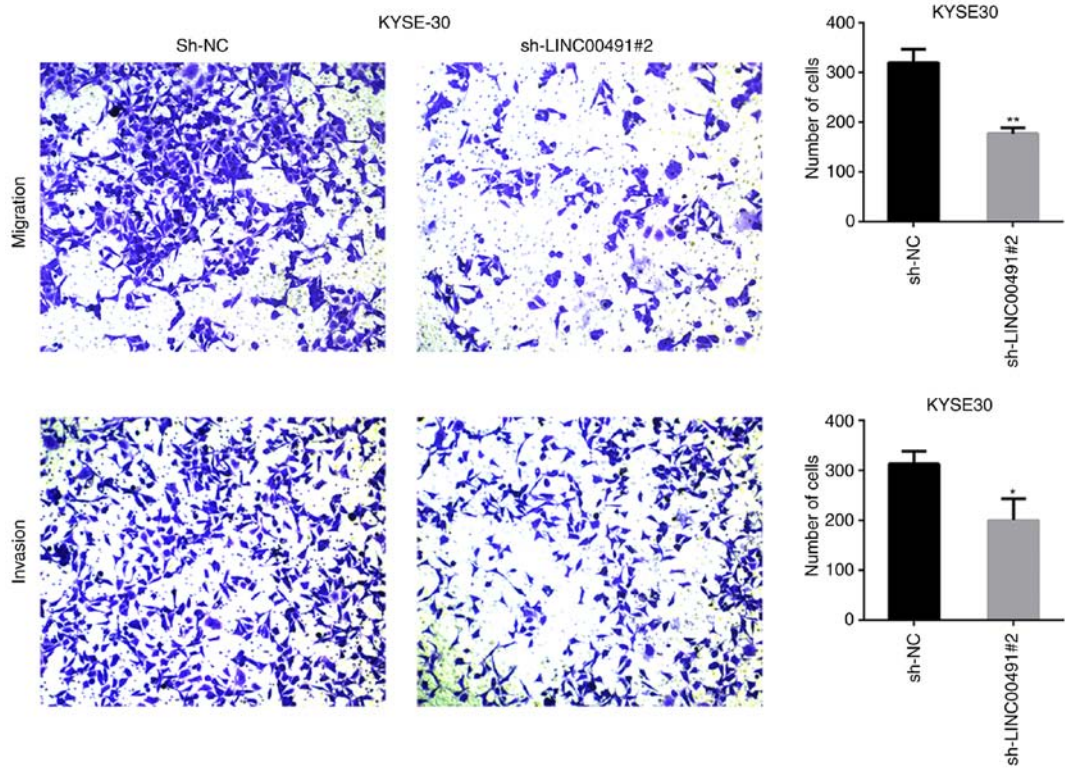 KYSE-30
Sh-NC
sh-LINC00491#2
Migration
Invasion
KYSE30
Number of cells
400
300
200
100
0
**
sh-NC
sh-LINC00491#2
KYSE30
Number of cells
400
300
200
100
0
*
sh-NC
sh-LINC00491#2